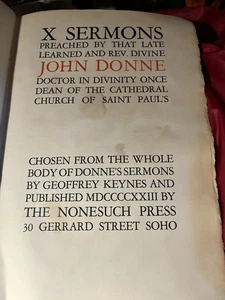 X SERMONS
PREACHED BY THAT LATE
LEARNED AND REV. DIVINE
JOHN DONNE
DOCTOR IN DIVINITY ONCE
DEAN OF THE CATHEDRAL
CHURCH OF SAINT PAUL'S
CHOSEN FROM THE WHOLE
BODY OF DONNE'S SERMONS
BY GEOFFREY KEYNES AND
PUBLISHED MDCCCCXXIII BY
THE NONESUCH PRESS
30 GERRARD STREET SOHO